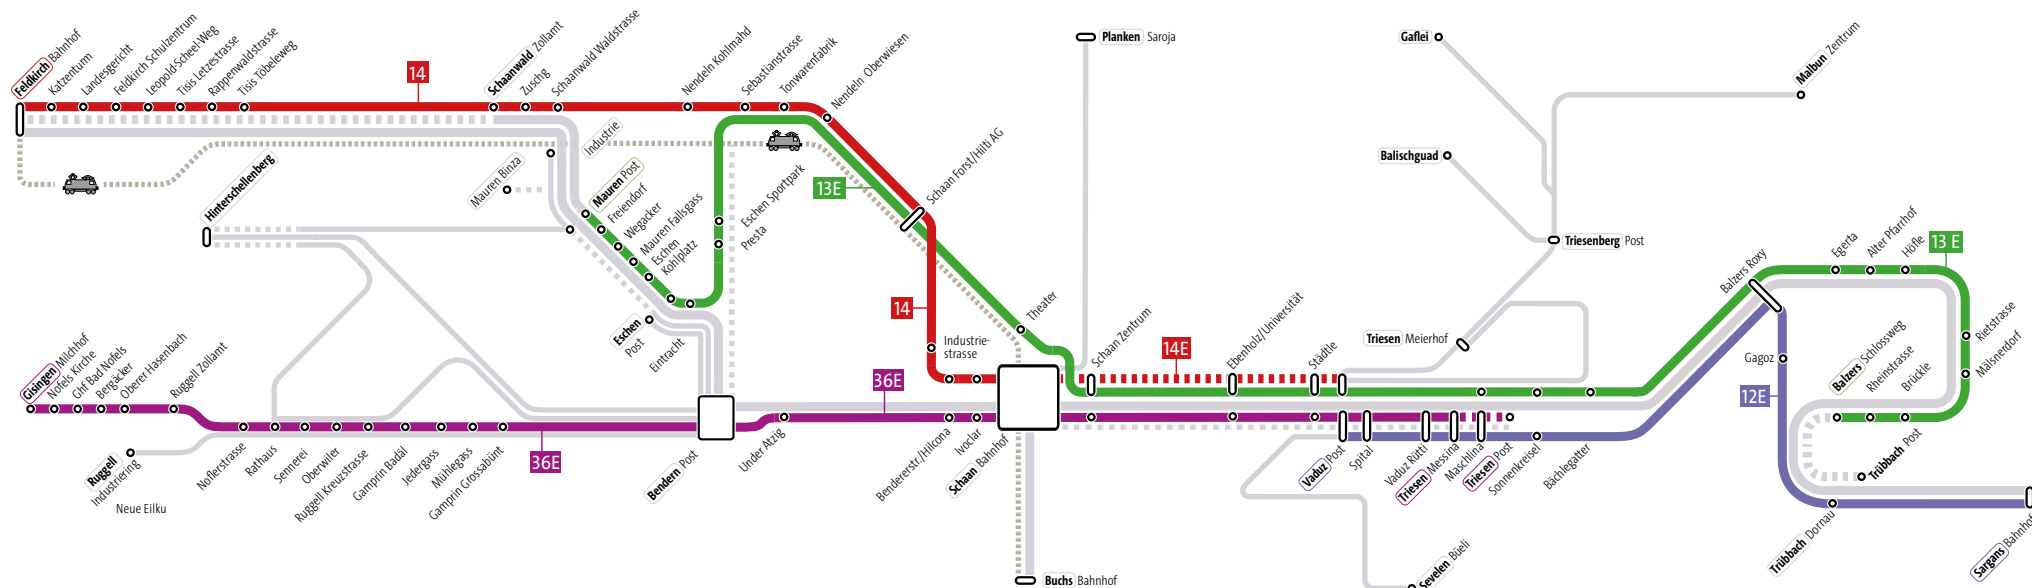 Feldkirch Bahnhof
Katzenturm
Landesgericht
Feldkirch Schulzentrum
Leopold-Scheel-Weg
Tisis Letzestrasse
Rappenwaldstrasse
Tisis Töbeleweg
14
Schaanwald Zollamt
Zuschg
Schaanwald Waldstrasse
Nendeln Kohlmahd
Sebastianstrasse
Tonwarenfabrik
Nendeln Oberwiesen
Schaan Forst/Hilti AG
Planken Saroja
Gaflei
Malbun Zentrum
Balischguad
Triesenberg Post
Triesen Meierhof
Industrie
Mauren Binza
Mauren Post
Freiendorf
Wegacker
Mauren Fallsgass
Eschen
Kohlplatz
Eschen Sportpark
Presta
13E
Hinterschellenberg
Eschen
Post
Eintracht
14
Industrie-
strasse
Theater
Schaan Zentrum
14E
Ebenholz/Universität
Städtle
Balzers Roxy
Egerta
Alter Pfarrhof
Höfle
13 E
Rietstrasse
Mälsnerdorf
Balzers Schlossweg
Rheinstrasse
Brückle
Gagoz
12E
Gisingen Milchhof
Nofels Kirche
Ghf Bad Nofels
Bergäcker
Oberer Hasenbach
Ruggell Zollamt
Ruggell
Industriering
Neue Eilku
Noflerstrasse
Rathaus
Sennerei
Oberwiler
Ruggell Kreuzstrasse
Gamprin Badäl
Jedergass
Mühlegass
Gamprin Grossabünt
36E
Bendern Post
Under Atzig
36E
Bendererstr./Hilcona
Ivoclar
Schaan Bahnhof
Buchs Bahnhof
Vaduz Post
Spital
Vaduz Rütti
Triesen Messina
Maschlina
Triesen Post
Sonnenkreisel
Bächlegatter
Sevelen Büeli
Trübbach Post
Trübbach Dornau
Sargans Bahnhof